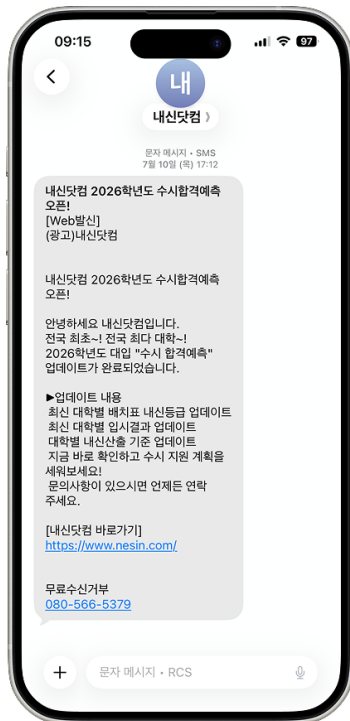 09:15
97
내
내신닷컴 〉
문자 메시지 • SMS
7월 10일 (목) 17:12
내신닷컴 2026학년도 수시합격예측
오픈!
[Web발신]
(광고)내신닷컴
내신닷컴 2026학년도 수시합격예측
오픈!
안녕하세요 내신닷컴입니다.
전국 최초~! 전국 최다 대학~!
2026학년도 대입 "수시 합격예측"
업데이트가 완료되었습니다.
▶업데이트 내용
최신 대학별 배치표 내신등급 업데이트
최신 대학별 입시결과 업데이트
대학별 내신산출 기준 업데이트
지금 바로 확인하고 수시 지원 계획을
세워보세요!
문의사항이 있으시면 언제든 연락
주세요.
[내신닷컴 바로가기]
https://www.nesin.com/
무료수신거부
080-566-5379
문자 메시지 • RCS